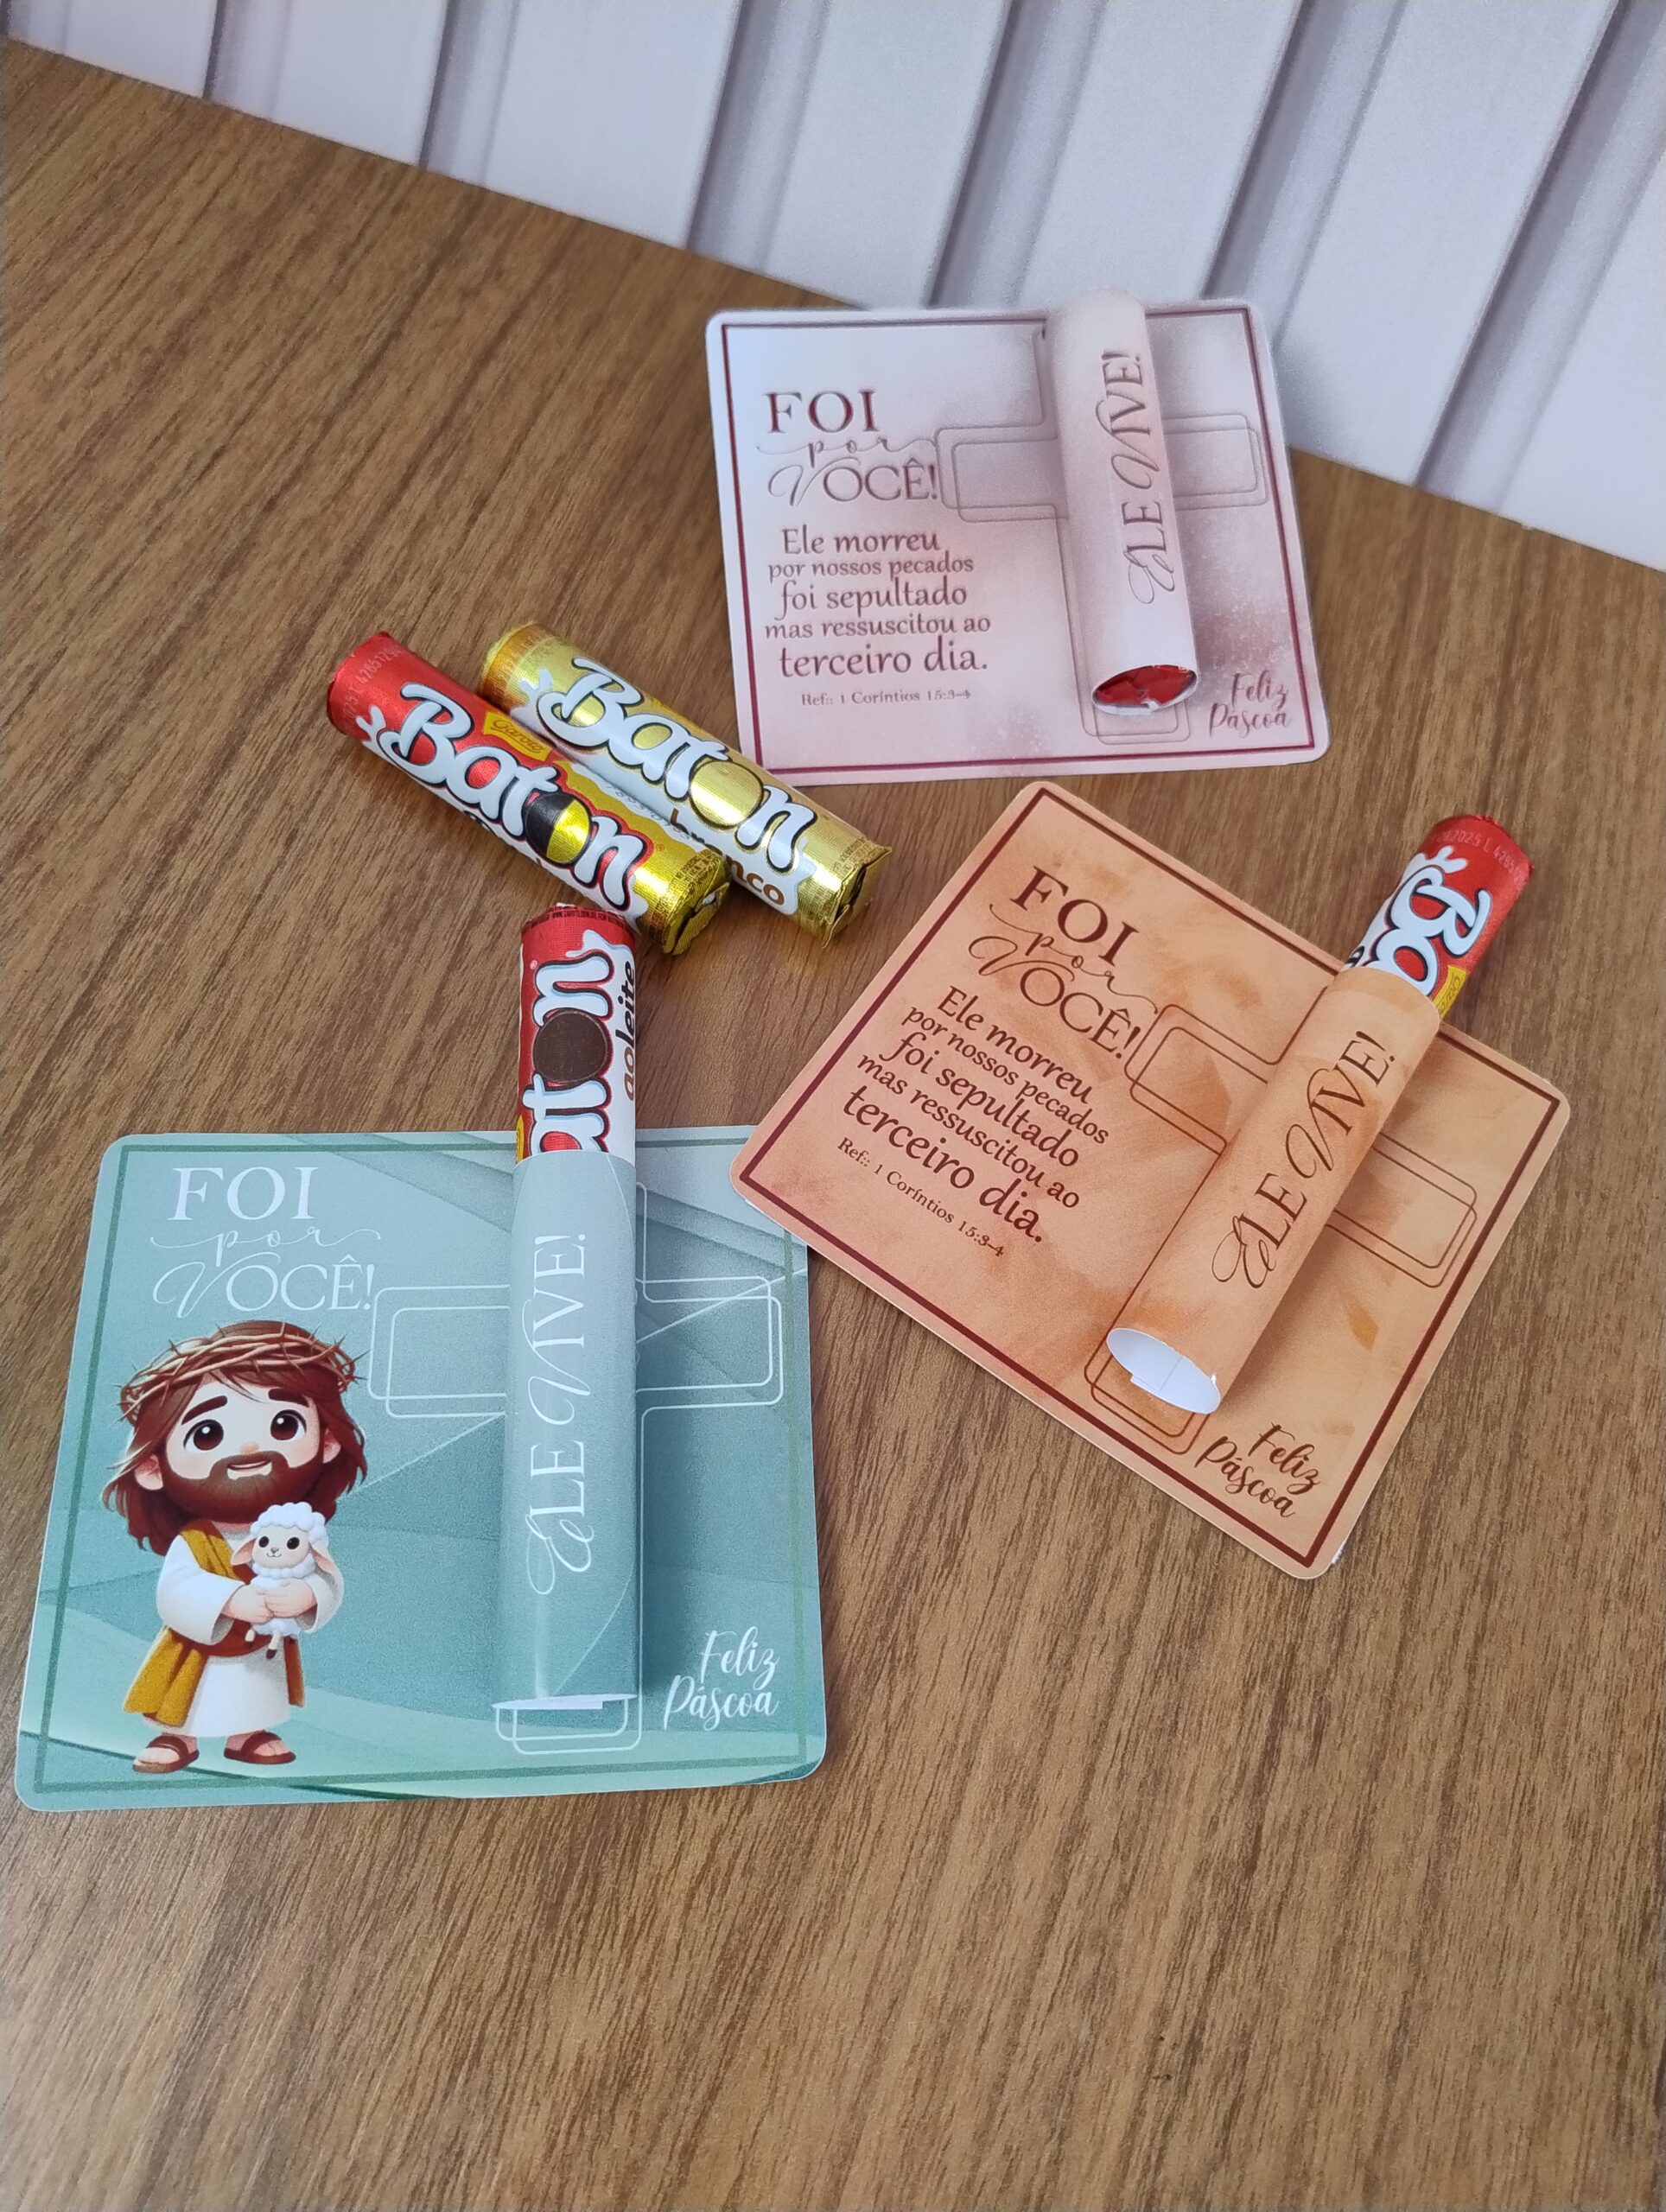 FOI
por
VOCÊ!
Ele morreu
por nossos pecados
foi sepultado
mas ressuscitou ao
terceiro dia.
Ref:: 1 Coríntios 15:3-4
ELE VIVE!
Feliz
Páscoa
Garoto
Baton
Baton
branco
FOI
por
VOCÊ!
Ele morreu
por nossos pecados
foi sepultado
mas ressuscitou ao
terceiro dia.
Ref:: 1 Coríntios 15:3-4
Ba
ELE VIVE!
Feliz
Páscoa
aton
ao leite
FOI
por
VOCÊ!
ELE VIVE!
Feliz
Páscoa